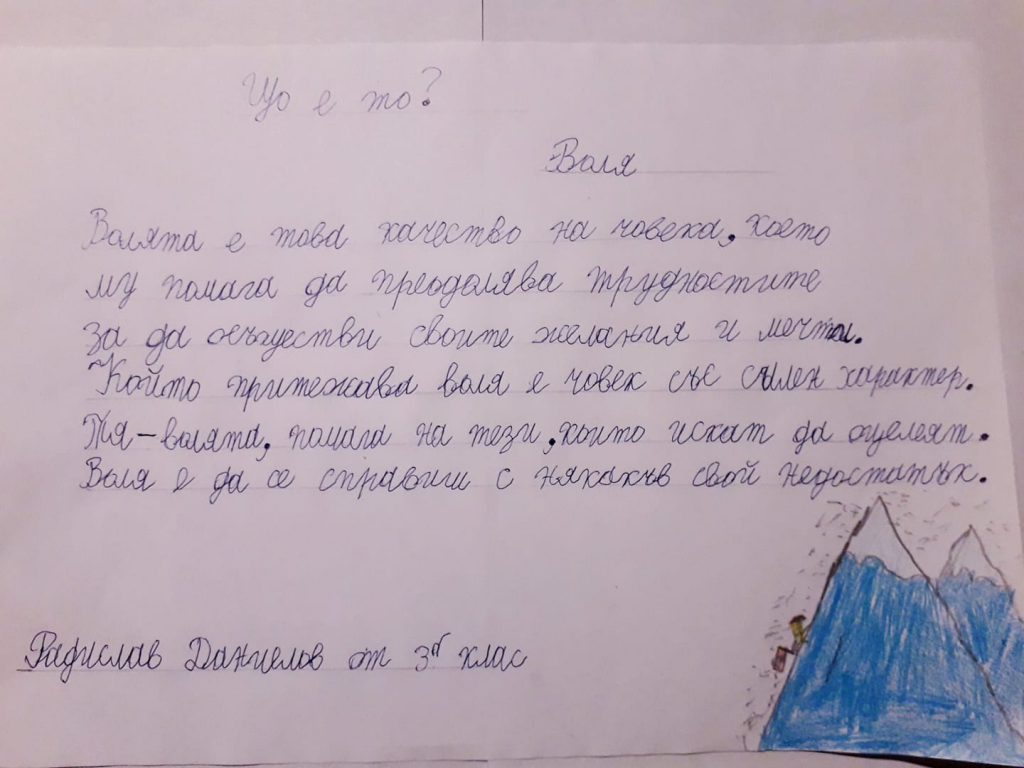 Що е то?
Воля
Волята е това качество на човека, което
му помага да преодолява трудностите
за да осъществи своите желания и мечти.
Който притежава воля е човек със силен характер.
Тя - волята, помага на тези, които искат да оцелеят.
Воля е да се справиш с някакъв свой недостатък.
Радислав Данилов от 3б клас